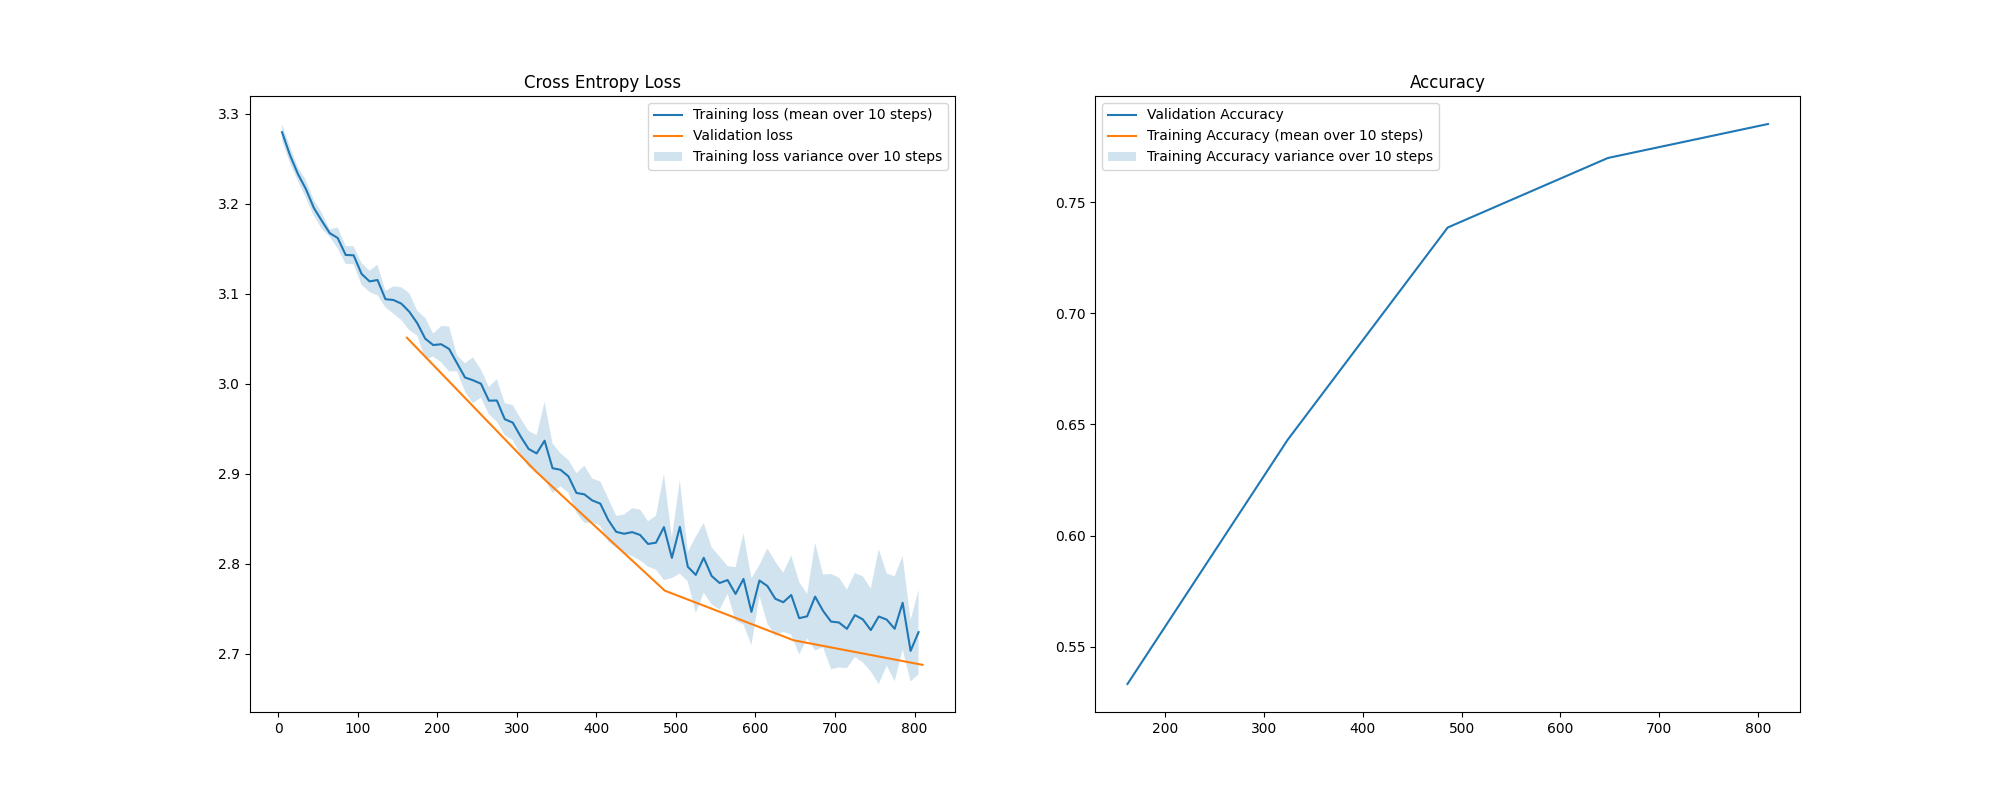 Cross Entropy Loss
Training loss (mean over 10 steps)
Validation loss
Training loss variance over 10 steps
3.3
3.2
3.1
3.0
2.9
2.8
2.7
0 100 200 300 400 500 600 700 800
Accuracy
Validation Accuracy
Training Accuracy (mean over 10 steps)
Training Accuracy variance over 10 steps
0.75
0.70
0.65
0.60
0.55
200 300 400 500 600 700 800